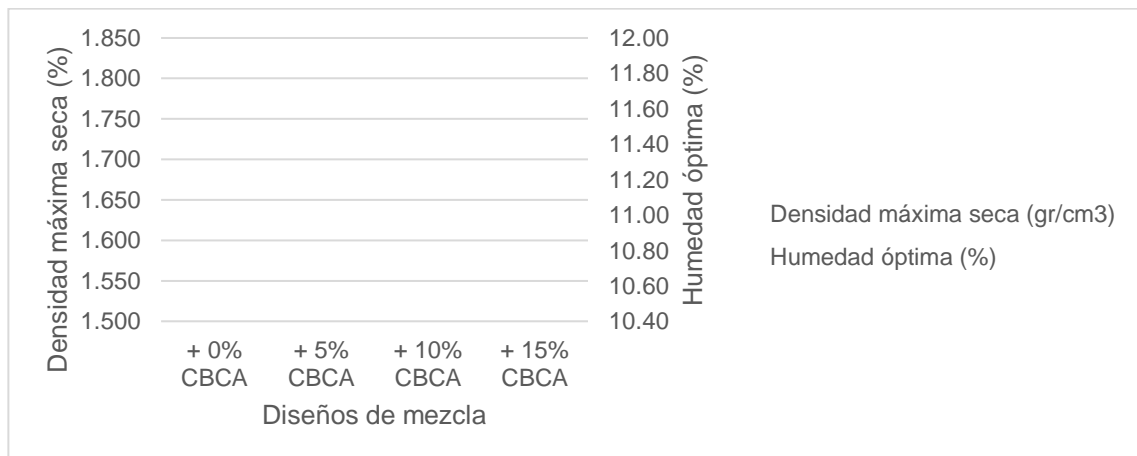 Densidad máxima seca (%)
1.850
1.800
1.750
1.700
1.650
1.600
1.550
1.500
+ 0%
CBCA
+ 5%
CBCA
+ 10%
CBCA
+ 15%
CBCA
Diseños de mezcla
12.00
11.80
11.60
11.40
11.20
11.00
10.80
10.60
10.40
Humedad óptima (%)
Densidad máxima seca (gr/cm3)
Humedad óptima (%)